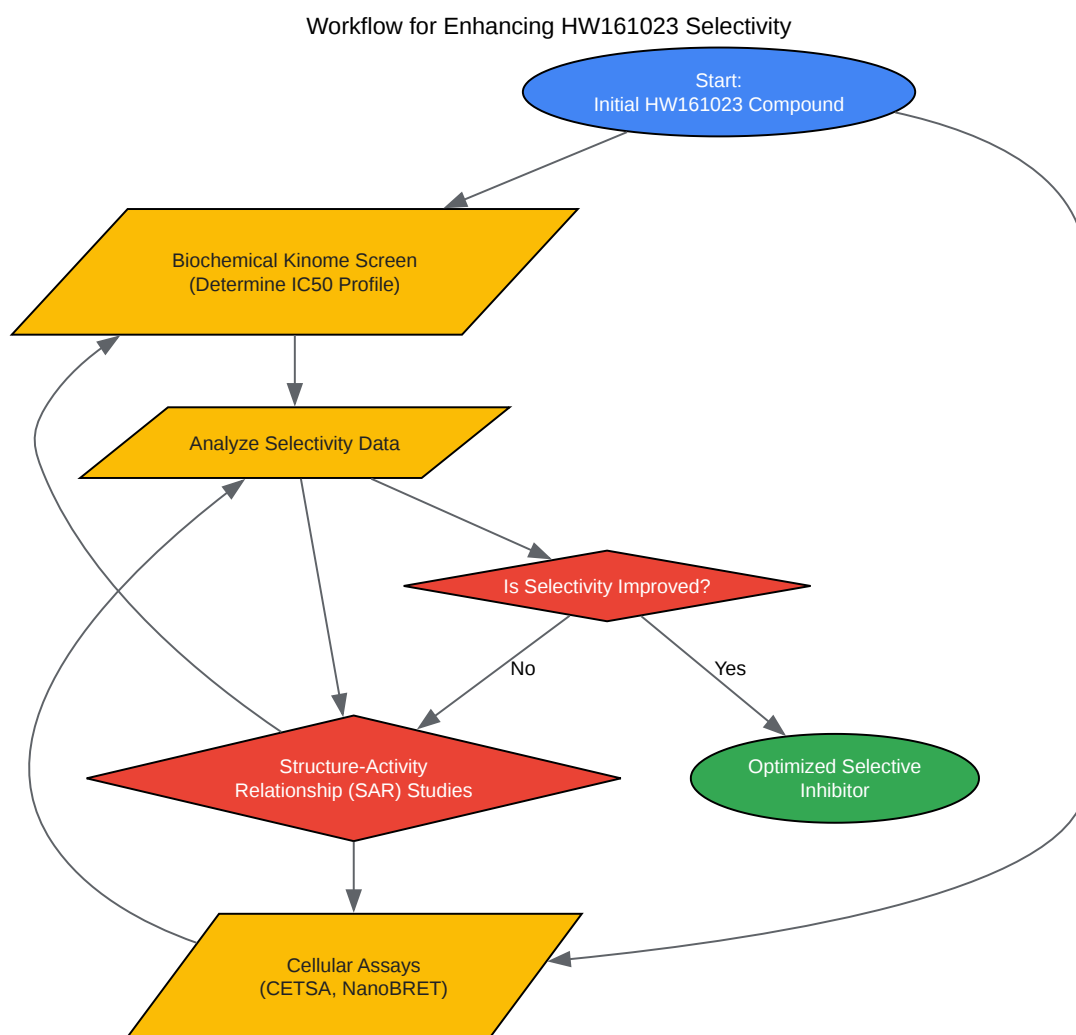 Workflow for Enhancing HW161023 Selectivity
Start:
Initial HW161023 Compound
Biochemical Kinome Screen
(Determine IC50 Profile)
Analyze Selectivity Data
Is Selectivity Improved?
No
Yes
Structure-Activity
Relationship (SAR) Studies
Optimized Selective
Inhibitor
Cellular Assays
(CETSA, NanoBRET)